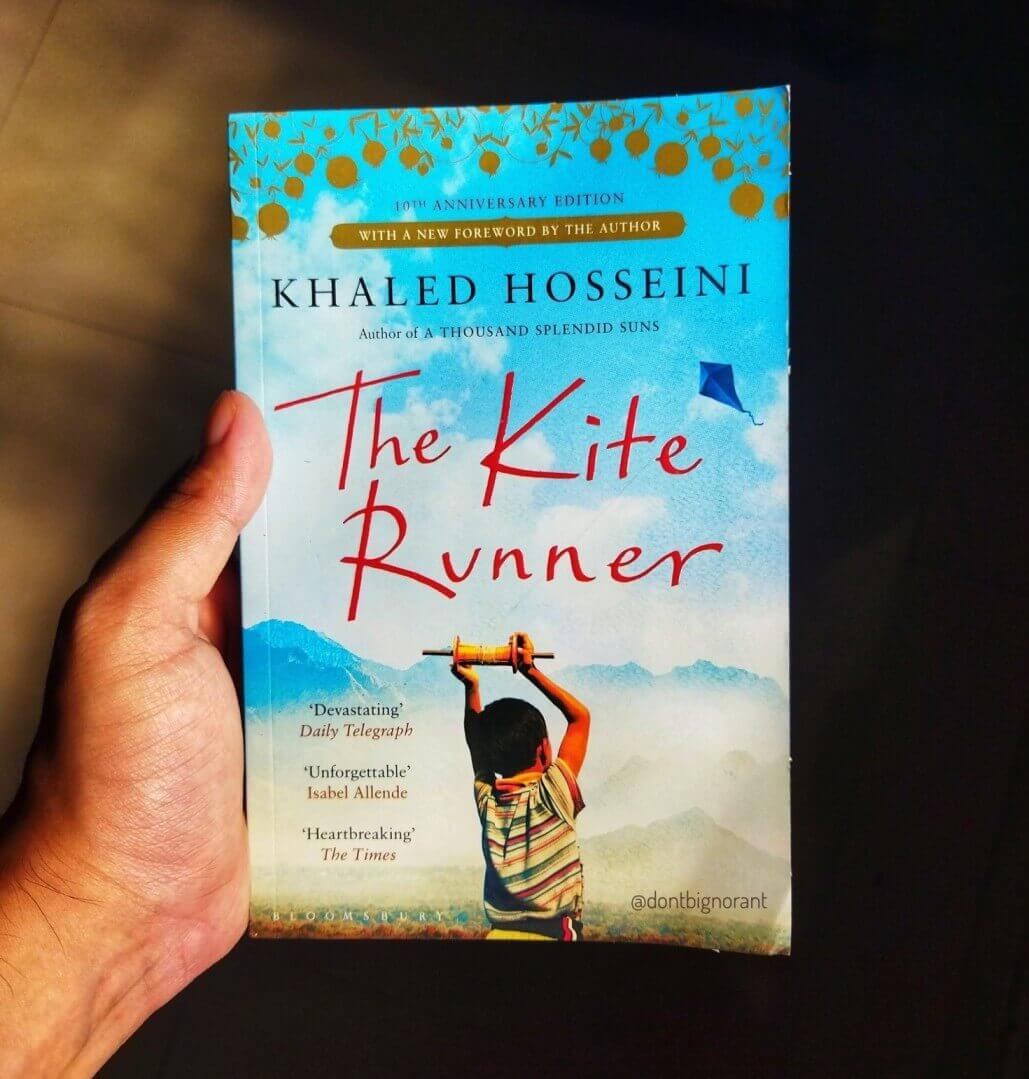 10TH ANNIVERSARY EDITION
WITH A NEW FOREWORD BY THE AUTHOR
KHALED HOSSEINI
Author of A THOUSAND SPLENDID SUNS
The Kite
Runner
‘Devastating’
Daily Telegraph
‘Unforgettable’
Isabel Allende
‘Heartbreaking’
The Times
@dontbignorant
BLOOMSBURY